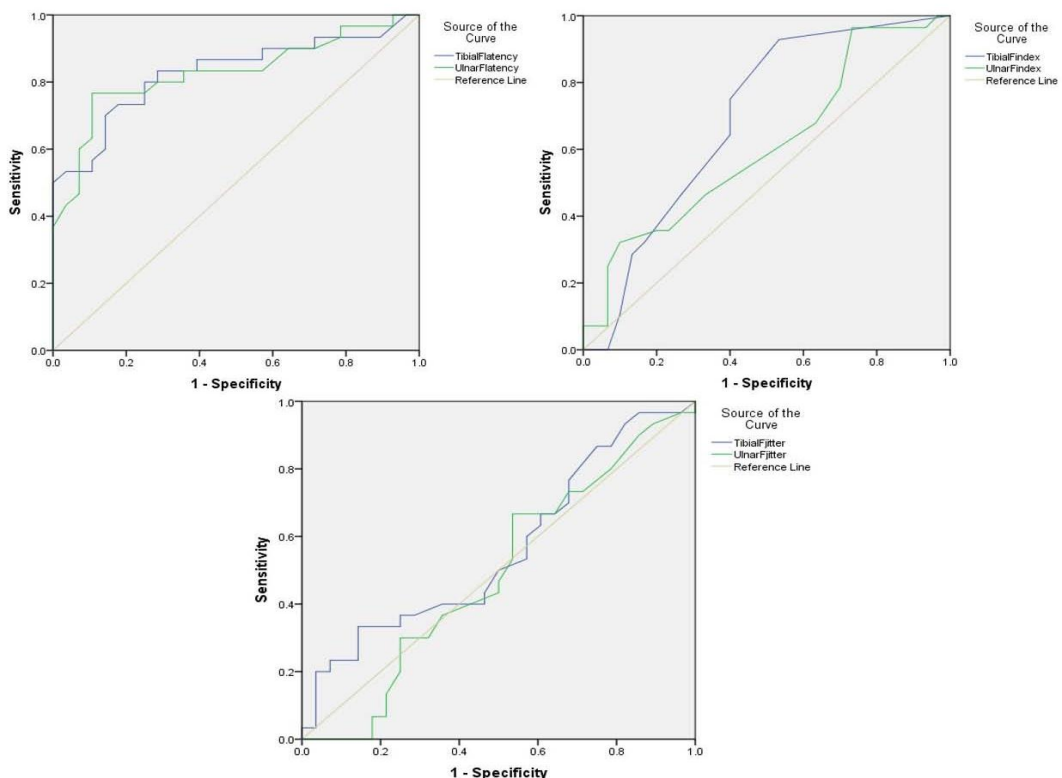 Source of the
Curve
TibialFlatency
UlnarFlatency
Reference Line
1.0
0.8
0.6
0.4
0.2
0.0
Sensitivity
0.0 0.2 0.4 0.6 0.8 1.0
1 - Specificity
Source of the
Curve
TibialFindex
UlnarFindex
Reference Line
1.0
0.8
0.6
0.4
0.2
0.0
Sensitivity
0.0 0.2 0.4 0.6 0.8 1.0
1 - Specificity
Source of the
Curve
TibialFjitter
UlnarFjitter
Reference Line
1.0
0.8
0.6
0.4
0.2
0.0
Sensitivity
0.0 0.2 0.4 0.6 0.8 1.0
1 - Specificity